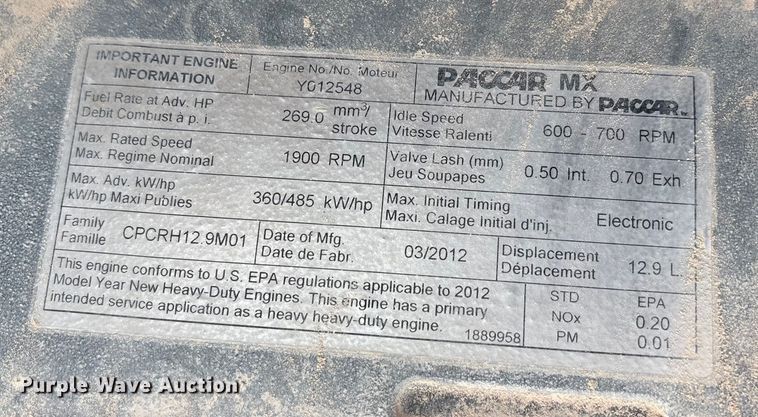 IMPORTANT ENGINE
INFORMATION
Engine No./No. Moteur
Y012548
PACCAR MX
MANUFACTURED BY PACCAR
Fuel Rate at Adv. HP
Debit Combust à p. i.
269.0 mm³/
stroke
Idle Speed
Vitesse Ralenti
600 - 700 RPM
Max. Rated Speed
Max. Regime Nominal
1900 RPM
Valve Lash (mm)
Jeu Soupapes
0.50 Int. 0.70 Exh
Max. Adv. kW/hp
kW/hp Maxi Publies
360/485 kW/hp
Max. Initial Timing
Maxi. Calage Initial d'inj.
Electronic
Family
Famille
CPCRH12.9M01
Date of Mfg.
Date de Fabr.
03/2012
Displacement
Déplacement
12.9 L.
This engine conforms to U.S. EPA regulations applicable to 2012
Model Year New Heavy-Duty Engines. This engine has a primary
intended service application as a heavy heavy-duty engine.
1889958
STD EPA
NOx 0.20
PM 0.01
Purple Wave Auction